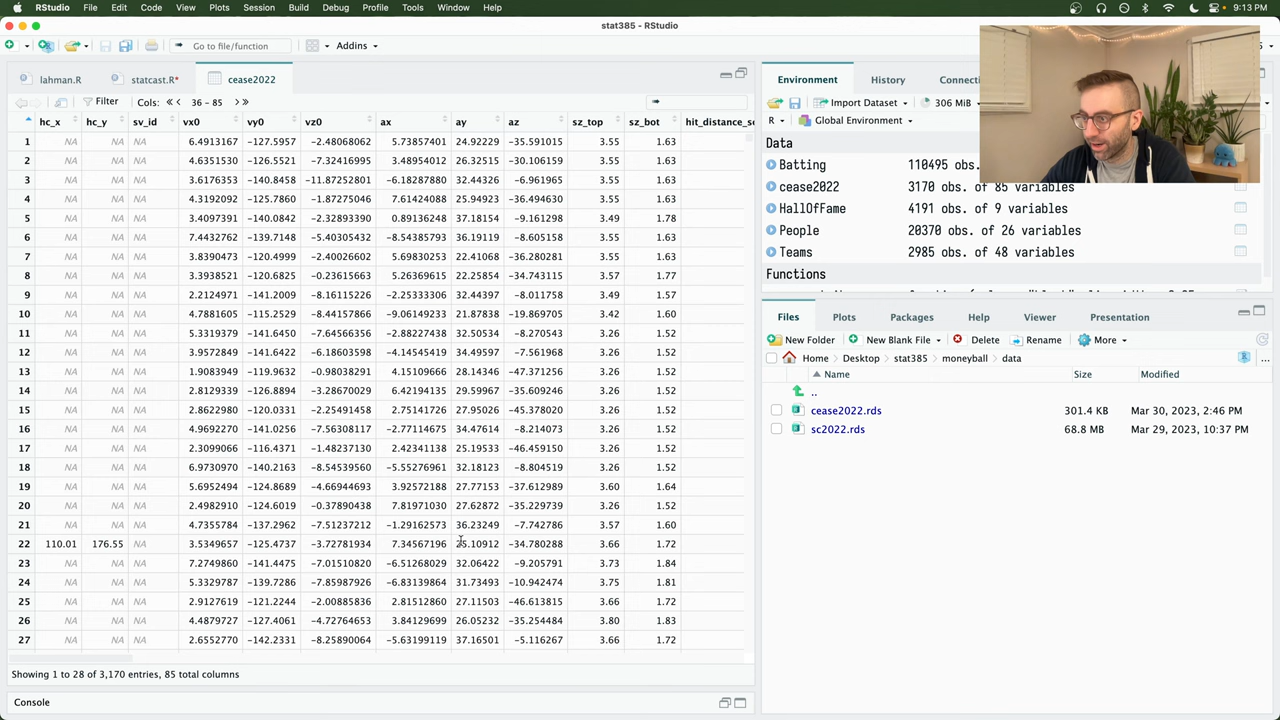 RStudio File Edit Code View Plots Session Build Debug Profile Tools Window Help 9:13 PM
stat385 - RStudio
Go to file/function Addins
lahman.R statcast.R* cease2022
Filter Cols: 36 - 85
hc_x hc_y sv_id vx0 vy0 vz0 ax ay az sz_top sz_bot hit_distance_sc
1 NA NA NA 6.4913167 -127.5957 -2.48068062 24.92229 -35.591015 3.55 1.63
2 NA NA NA 4.6351530 -126.5521 -7.32416995 3.48954012 26.32515 -30.106159 3.55 1.63
3 NA NA NA 3.6176353 -140.8458 -11.87252801 -6.18287880 32.44326 -6.961965 3.55 1.63
4 NA NA NA 4.3192092 -125.7860 -1.87275046 7.61424088 25.94923 -36.494630 3.55 1.63
5 NA NA NA 3.4097391 -140.0842 -2.32893390 0.89136248 37.18154 -9.161298 3.49 1.78
6 NA NA NA 7.4432762 -139.7148 -5.40305432 -8.54385793 36.19119 3.55 1.63
7 NA NA NA 3.8390473 -120.4999 -2.40026602 5.69830253 22.41068 -36.280281 3.55 1.63
8 NA NA NA 3.3938521 -120.6825 -0.23615663 5.26369615 22.25854 -34.743115 3.57 1.77
9 NA NA NA 2.2124971 -141.2009 -8.16115226 -2.25333306 32.44397 -8.011758 3.49 1.57
10 NA NA NA 4.7881605 -115.2529 -8.44157866 -9.06149233 21.87838 -19.869705 3.42 1.60
11 NA NA NA 5.3319379 -141.6450 -7.69666356 -2.83827438 32.50534 -8.077114 3.26 1.52
12 NA NA NA 3.9572849 -141.6422 -6.18603598 -4.14545419 34.49597 -7.561968 3.26 1.52
13 NA NA NA 1.9083949 -0.98038291 4.15109966 28.14346 -47.371215 3.26 1.52
14 NA NA NA 2.8129339 -126.8894 -3.28670029 6.42194135 29.59967 -35.609246 3.26 1.52
15 NA NA NA 2.8622980 -120.0331 -2.25491458 2.75141726 27.95026 -45.378020 3.26 1.52
16 NA NA NA 4.9692270 -141.0256 -7.56308117 -2.77114675 34.47614 -8.214073 3.26 1.52
17 NA NA NA 2.3099066 -116.4371 -1.48237130 2.42341138 25.19533 -46.459150 3.26 1.52
18 NA NA NA 6.9730970 -140.2163 -8.54539560 -5.55276961 32.18123 -8.804519 3.26 1.52
19 NA NA NA 5.6952494 -124.8689 -4.66944693 3.92572188 27.77153 -37.612989 3.60 1.64
20 NA NA NA 2.4982910 -124.6019 -0.37890438 7.81971030 27.62872 -35.229739 3.26 1.52
21 NA NA NA 4.7355784 -137.2962 -7.51237212 -1.29162573 36.23249 -7.742786 3.57 1.60
22 110.01 176.55 NA 3.5349657 -125.4737 -3.72781934 7.34567196 25.10912 -34.780288 3.66 1.72
23 NA NA NA 7.2749860 -141.4475 -7.01510820 -6.51268029 32.06422 -9.205791 3.73 1.84
24 NA NA NA 5.3329787 -139.7286 -7.85987926 -6.83139864 31.73493 -10.942474 3.75 1.81
25 NA NA NA 2.9127619 -121.2244 -2.00885836 2.81512860 27.11503 -46.613815 3.66 1.72
26 NA NA NA 4.4879727 -127.4061 -4.72764653 3.84129699 26.05232 -35.254484 3.80 1.83
27 NA NA NA 2.6552770 -142.2331 -8.25890064 -5.63199119 37.16501 -5.116267 3.66 1.72
Showing 1 to 28 of 3,170 entries, 85 total columns
Console
Environment History Connecti
Import Dataset 306 MiB
R Global Environment
Data
Batting 110495 obs.
cease2022 3170 obs. of 85 variables
HallOfFame 4191 obs. of 9 variables
People 20370 obs. of 26 variables
Teams 2985 obs. of 48 variables
Functions
Files Plots Packages Help Viewer Presentation
New Folder New Blank File Delete Rename More
Home Desktop stat385 moneyball data ...
Name Size Modified
..
cease2022.rds 301.4 KB Mar 30, 2023, 2:46 PM
sc2022.rds 68.8 MB Mar 29, 2023, 10:37 PM